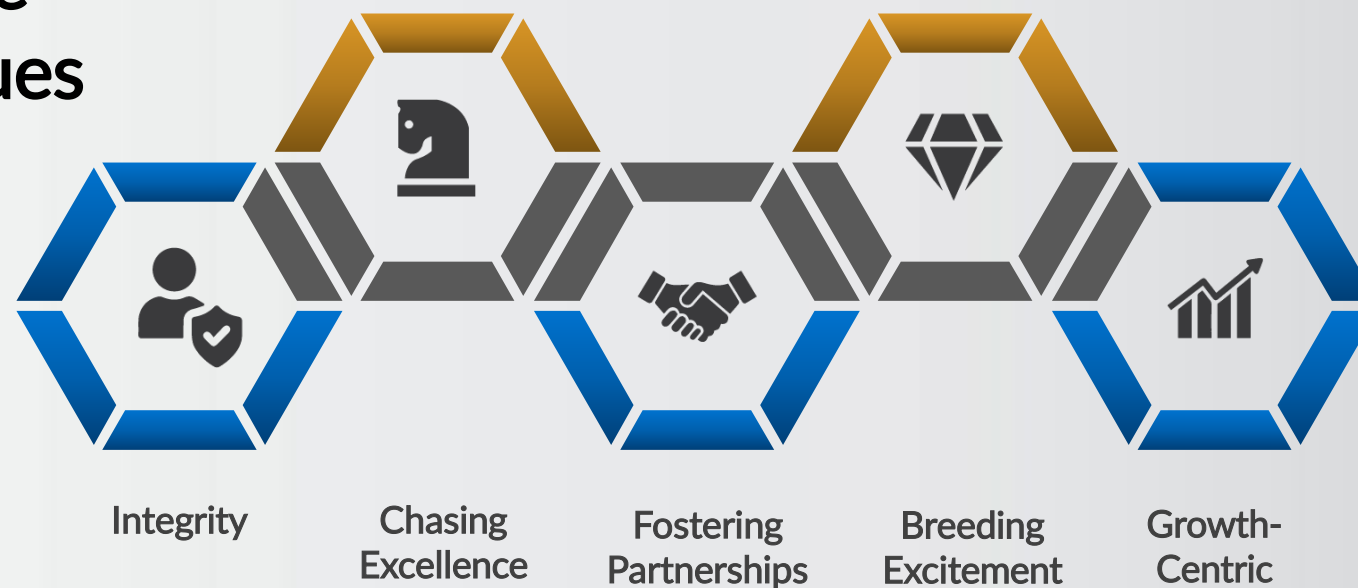 ues
Integrity
Chasing
Excellence
Fostering
Partnerships
Breeding
Excitement
Growth-
Centric